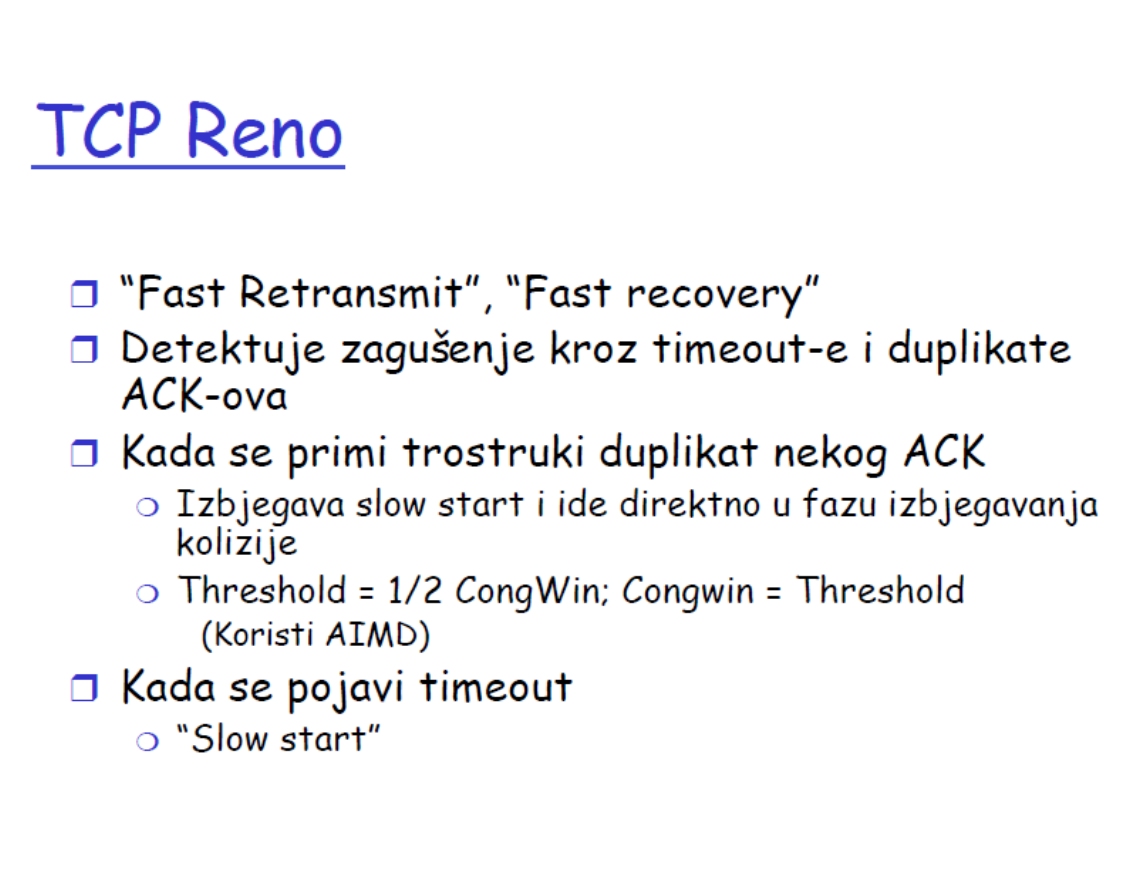 TCP Reno
“Fast Retransmit”, “Fast recovery”
Detektuje zagušenje kroz timeout-e i duplikate
ACK-ova
Kada se primi trostruki duplikat nekog ACK
Izbjegava slow start i ide direktno u fazu izbjegavanja
kolizije
Threshold = 1/2 CongWin; Congwin = Threshold
(Koristi AIMD)
Kada se pojavi timeout
“Slow start”